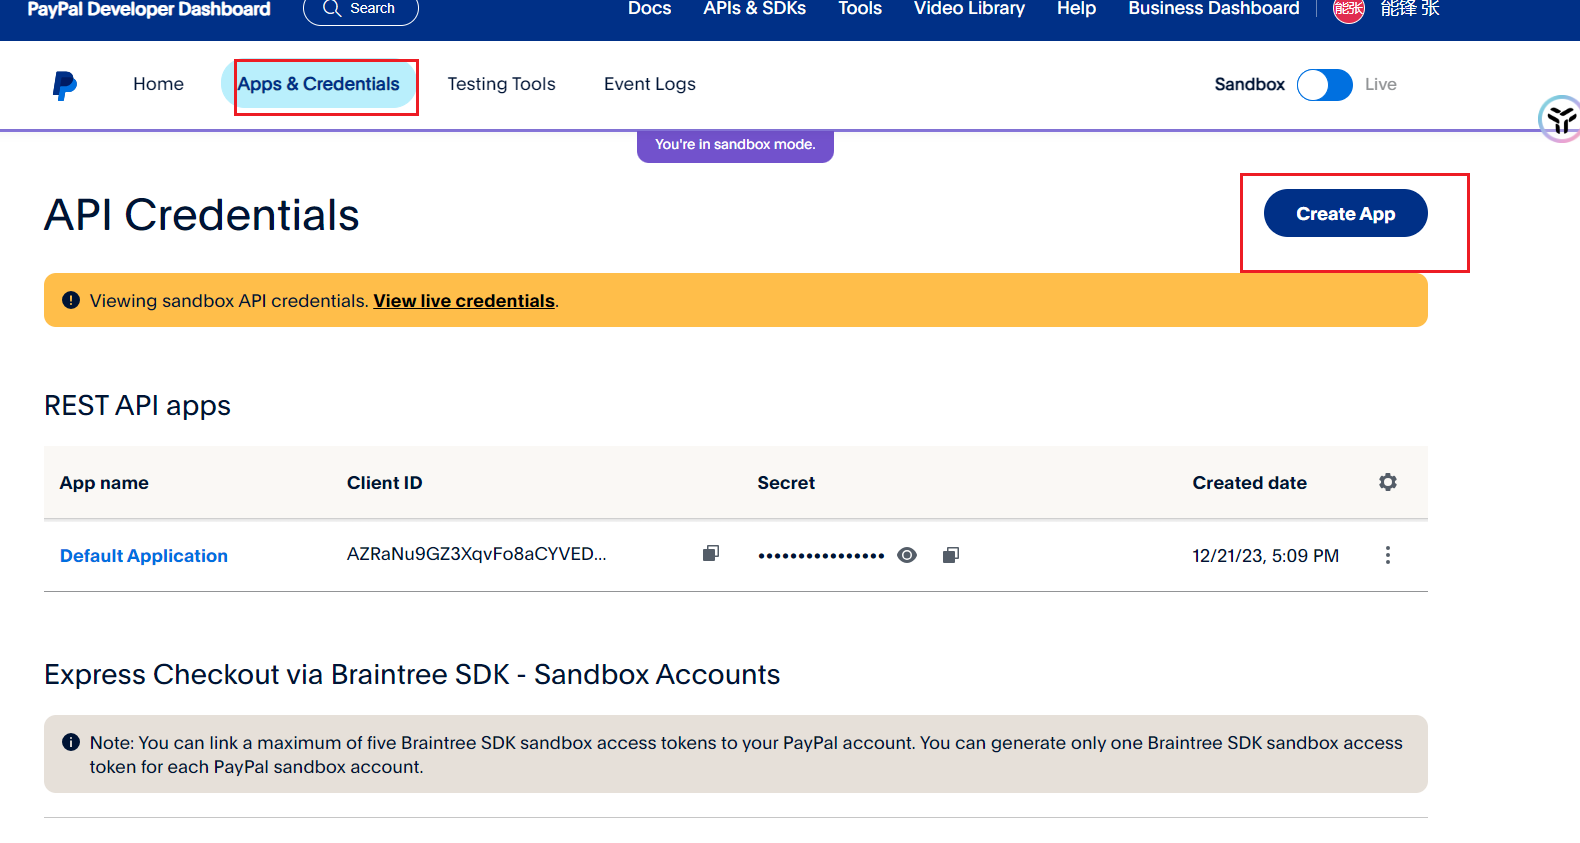 PayPal Developer Dashboard
Search
Docs
APIs & SDKs
Tools
Video Library
Help
Business Dashboard
能张
能锋 张
Home
Apps & Credentials
Testing Tools
Event Logs
Sandbox
Live
You're in sandbox mode.
API Credentials
Create App
Viewing sandbox API credentials. View live credentials.
REST API apps
App name
Client ID
Secret
Created date
Default Application
AZRaNu9GZ3XqvFo8aCYVED...
••••••••••••••••
12/21/23, 5:09 PM
Express Checkout via Braintree SDK - Sandbox Accounts
Note: You can link a maximum of five Braintree SDK sandbox access tokens to your PayPal account. You can generate only one Braintree SDK sandbox access
token for each PayPal sandbox account.